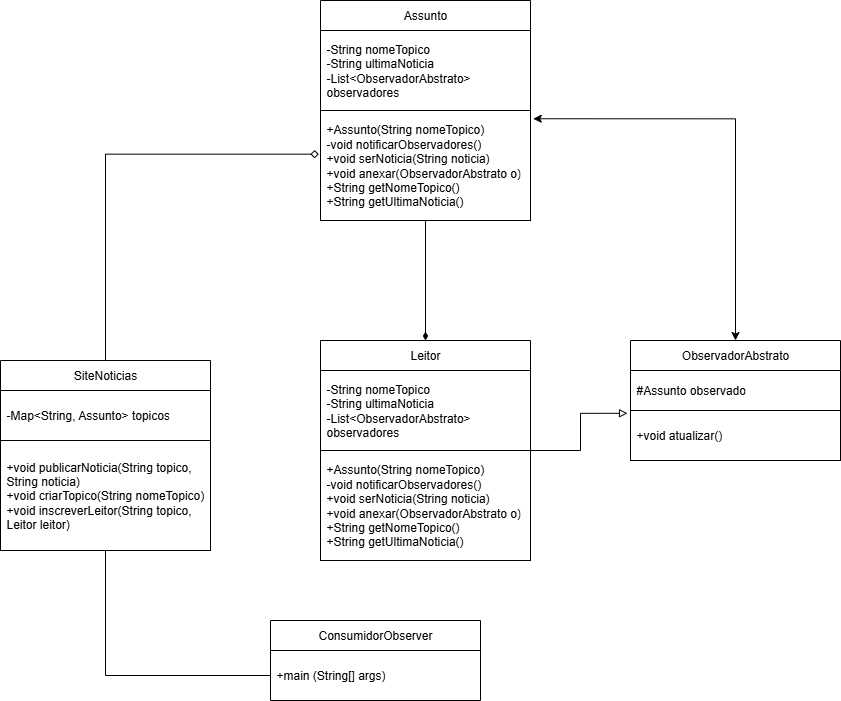 Assunto
-String nomeTopico
-String ultimaNoticia
-List<ObservadorAbstrato>
observadores
+Assunto(String nomeTopico)
-void notificarObservadores()
+void serNoticia(String noticia)
+void anexar(ObservadorAbstrato o)
+String getNomeTopico()
+String getUltimaNoticia()
SiteNoticias
-Map<String, Assunto> topicos
+void publicarNoticia(String topico,
String noticia)
+void criarTopico(String nomeTopico)
+void inscreverLeitor(String topico,
Leitor leitor)
Leitor
-String nomeTopico
-String ultimaNoticia
-List<ObservadorAbstrato>
observadores
+Assunto(String nomeTopico)
-void notificarObservadores()
+void serNoticia(String noticia)
+void anexar(ObservadorAbstrato o)
+String getNomeTopico()
+String getUltimaNoticia()
ObservadorAbstrato
#Assunto observado
+void atualizar()
ConsumidorObserver
+main (String[] args)